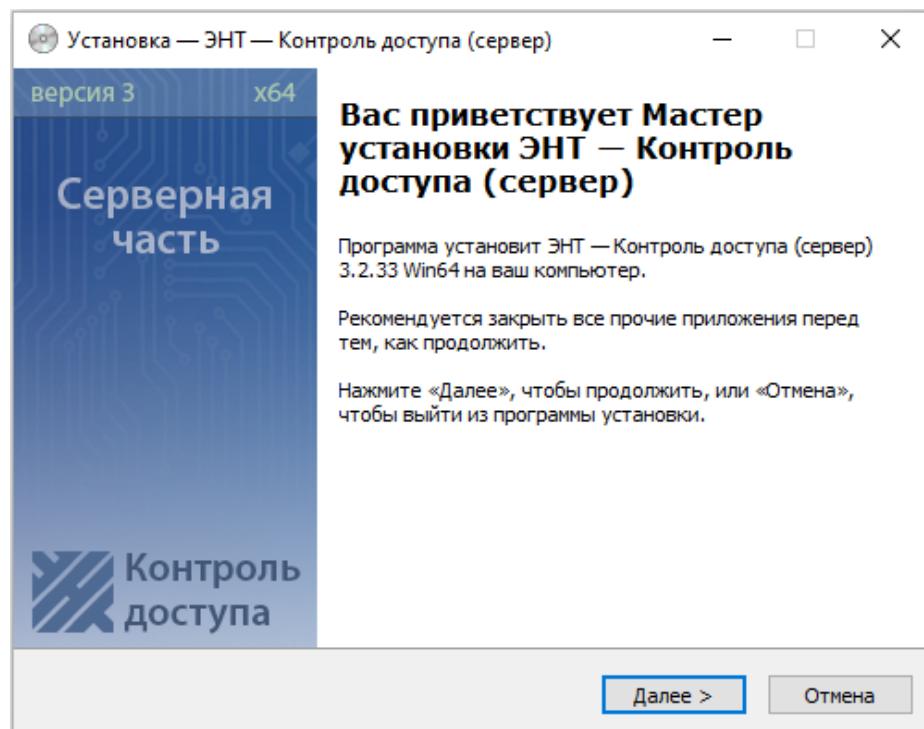 Установка — ЭНТ — Контроль доступа (сервер)
версия 3 x64
Серверная
часть
Контроль
доступа
Вас приветствует Мастер
установки ЭНТ — Контроль
доступа (сервер)
Программа установит ЭНТ — Контроль доступа (сервер)
3.2.33 Win64 на ваш компьютер.
Рекомендуется закрыть все прочие приложения перед
тем, как продолжить.
Нажмите «Далее», чтобы продолжить, или «Отмена»,
чтобы выйти из программы установки.
Далее > Отмена